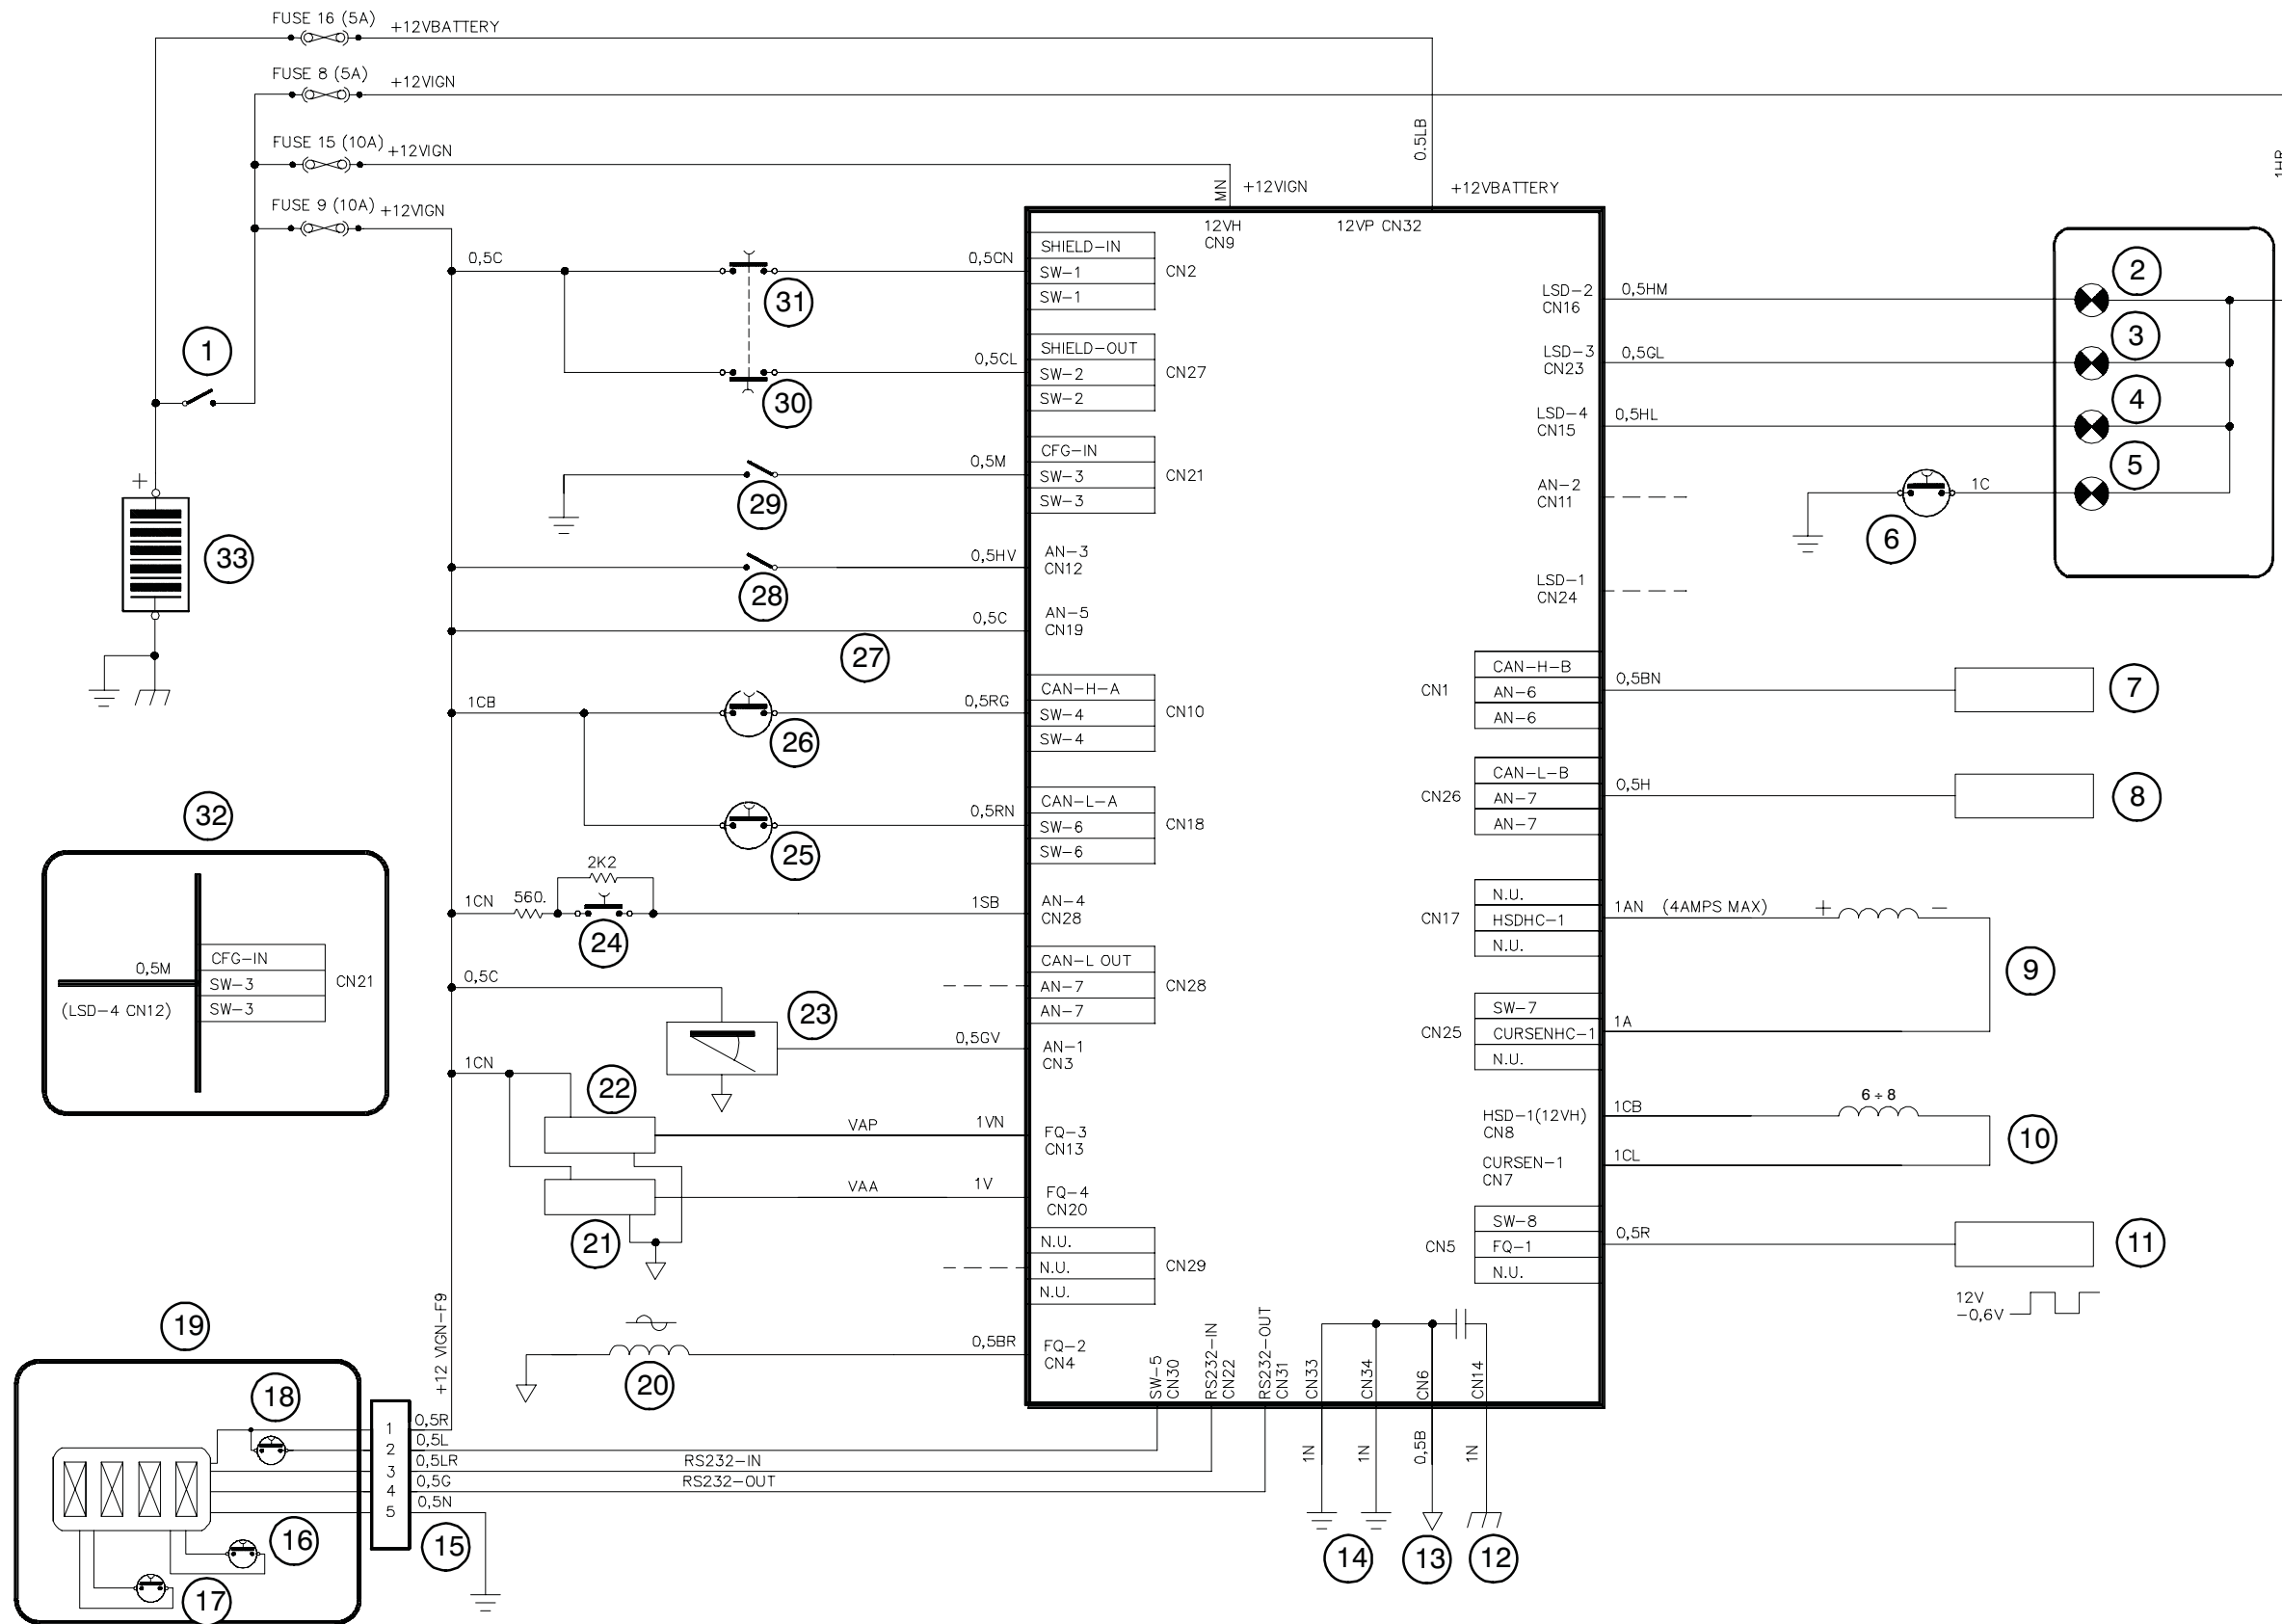 FUSE 16 (5A) +12VBATTERY
FUSE 8 (5A) +12VIGN
FUSE 15 (10A) +12VIGN
FUSE 9 (10A) +12VIGN
0.5LB
MN
+12VIGN
+12VBATTERY
1HR
12VH
CN9
12VP CN32
0,5C
0,5CN
SHIELD-IN
SW-1
SW-1
CN2
31
0,5CL
SHIELD-OUT
SW-2
SW-2
CN27
30
1
0,5M
CFG-IN
SW-3
SW-3
CN21
29
0,5HV
AN-3
CN12
28
0,5C
AN-5
CN19
27
+
33
1CB
0,5RG
CAN-H-A
SW-4
SW-4
CN10
26
0,5RN
CAN-L-A
SW-6
SW-6
CN18
25
1CN
560.
2K2
1SB
AN-4
CN28
24
CAN-L OUT
AN-7
AN-7
CN28
0,5C
23
0,5GV
AN-1
CN3
1CN
22
VAP
1VN
FQ-3
CN13
VAA
1V
FQ-4
CN20
21
N.U.
N.U.
N.U.
CN29
0,5BR
FQ-2
CN4
20
32
0,5M
(LSD-4 CN12)
CFG-IN
SW-3
SW-3
CN21
LSD-2
CN16
0,5HM
2
LSD-3
CN23
0,5GL
3
LSD-4
CN15
0,5HL
4
AN-2
CN11
1C
5
6
LSD-1
CN24
CN1
CAN-H-B
AN-6
AN-6
0,5BN
7
CN26
CAN-L-B
AN-7
AN-7
0,5H
8
CN17
N.U.
HSDHC-1
N.U.
1AN (4AMPS MAX)
+ -
9
CN25
SW-7
CURSENHC-1
N.U.
1A
HSD-1(12VH)
CN8
1CB
6 ÷ 8
10
CURSEN-1
CN7
1CL
CN5
SW-8
FQ-1
N.U.
0,5R
11
12V
-0,6V
+12 VIGN-F9
19
18
1
2
3
4
5
0,5R
0,5L
0,5LR
0,5G
0,5N
RS232-IN
RS232-OUT
16
17
15
SW-5
CN30
RS232-IN
CN22
RS232-OUT
CN31
CN33
CN34
CN6
CN14
1N
1N
0,5B
1N
14
13
12